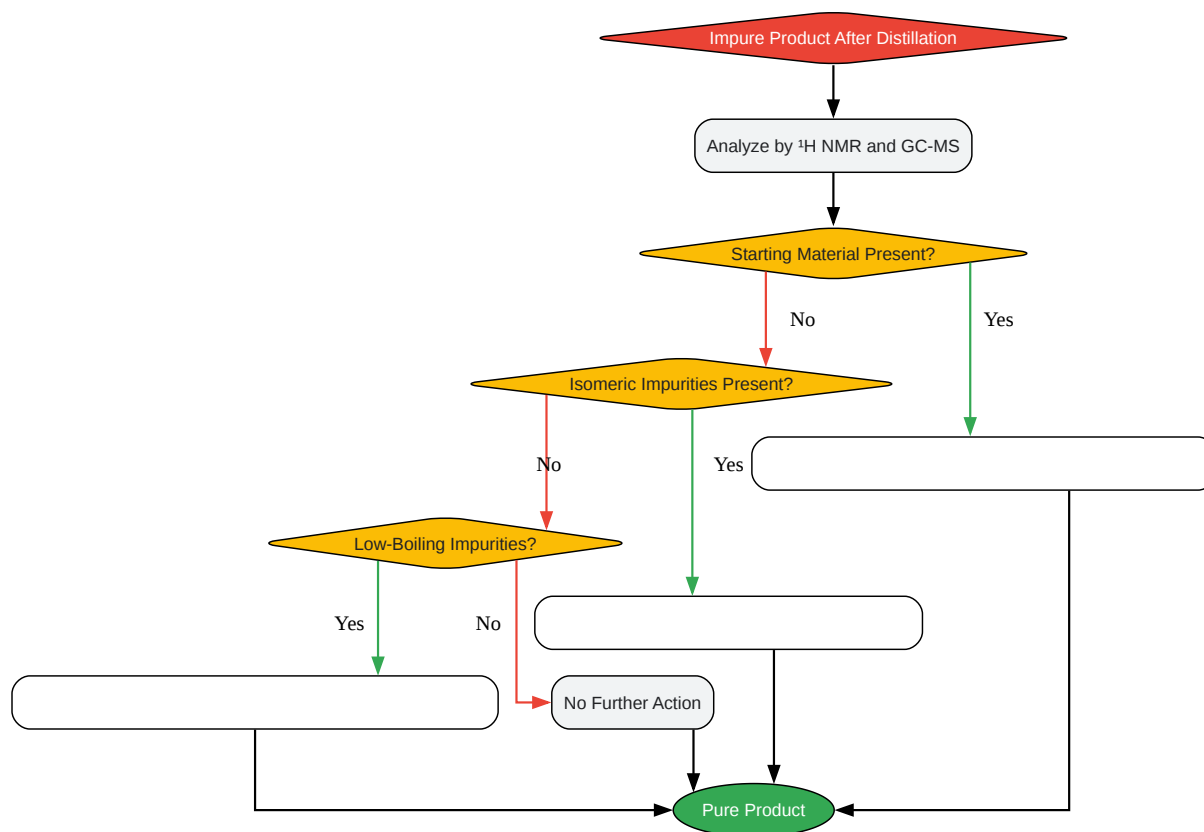 Impure Product After Distillation
Analyze by ¹H NMR and GC-MS
Starting Material Present?
No
Yes
Isomeric Impurities Present?
No
Yes
Low-Boiling Impurities?
Yes
No
No Further Action
Pure Product